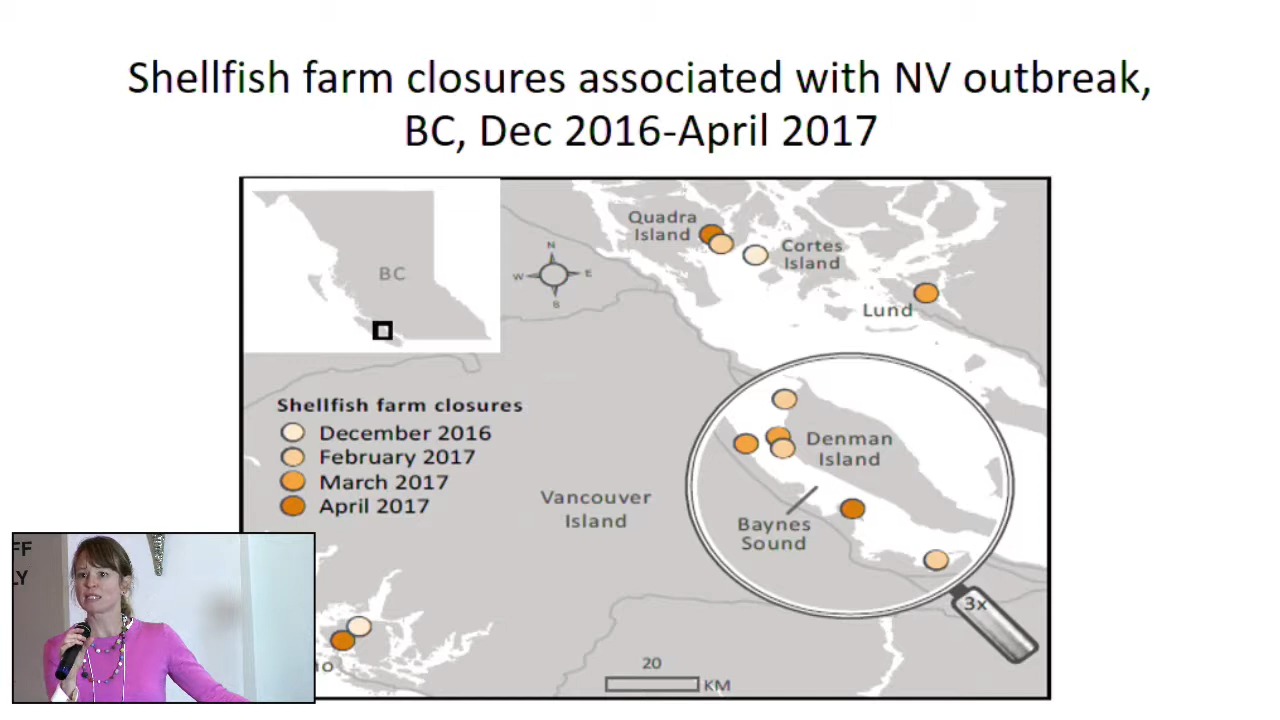 Shellfish farm closures associated with NV outbreak,
BC, Dec 2016-April 2017
BC
N
W
E
S
Quadra
Island
Cortes
Island
Lund
Shellfish farm closures
December 2016
February 2017
March 2017
April 2017
Vancouver
Island
Denman
Island
Baynes
Sound
3x
20
KM